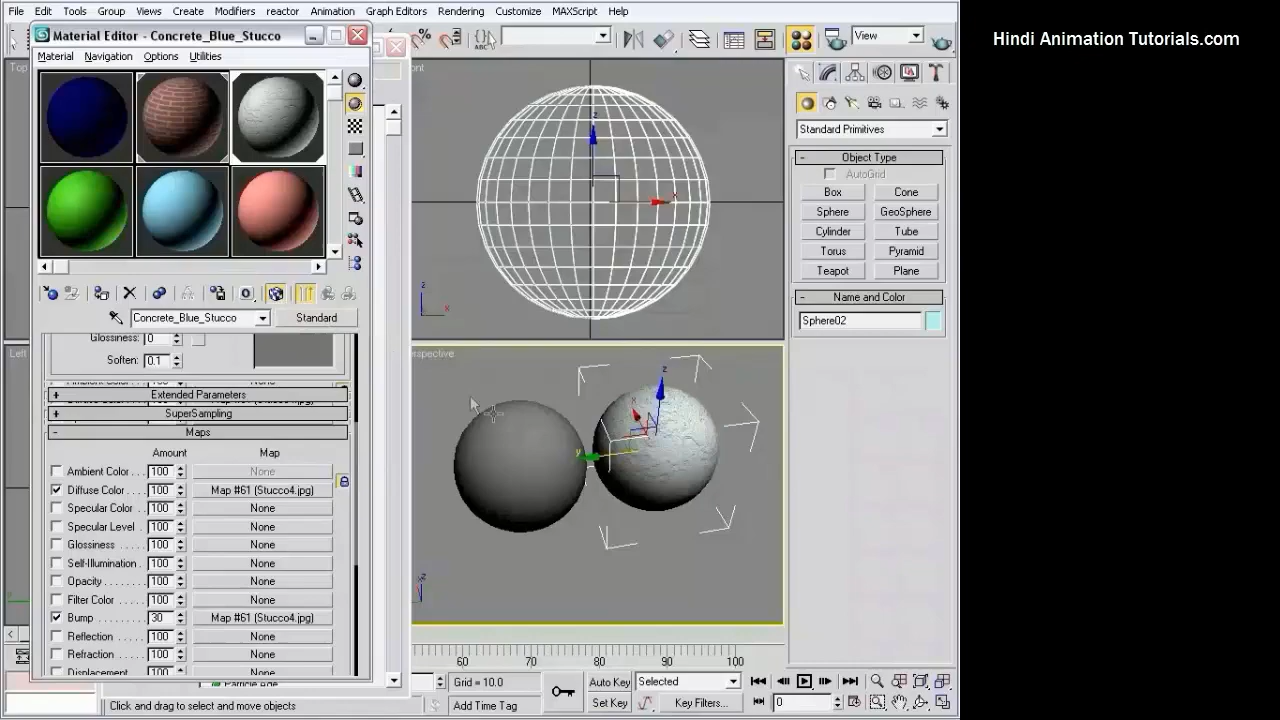 File Edit Tools Group Views Create Modifiers reactor Animation Graph Editors Rendering Customize MAXScript Help
Hindi Animation Tutorials.com
Material Editor - Concrete_Blue_Stucco
View
Material Navigation Options Utilities
Top
ont
Standard Primitives
Object Type
AutoGrid
Box Cone
Sphere GeoSphere
Cylinder Tube
Torus Pyramid
Teapot Plane
Name and Color
Sphere02
z
x
z
x
Concrete_Blue_Stucco Standard
Glossiness: 0
Soften: 0.1
Left
erspective
Extended Parameters
SuperSampling
Maps
Amount Map
Ambient Color 100 None
Diffuse Color 100 Map #61 (Stucco4.jpg)
Specular Color 100 None
Specular Level 100 None
Glossiness 100 None
Self-Illumination 100 None
Opacity 100 None
Filter Color 100 None
Bump 30 Map #61 (Stucco4.jpg)
Reflection 100 None
Refraction 100 None
Displacement 100 None
z
x
y
60 70 80 90 100
Grid = 10.0
Auto Key Selected
Set Key Key Filters...
0
Add Time Tag
Click and drag to select and move objects